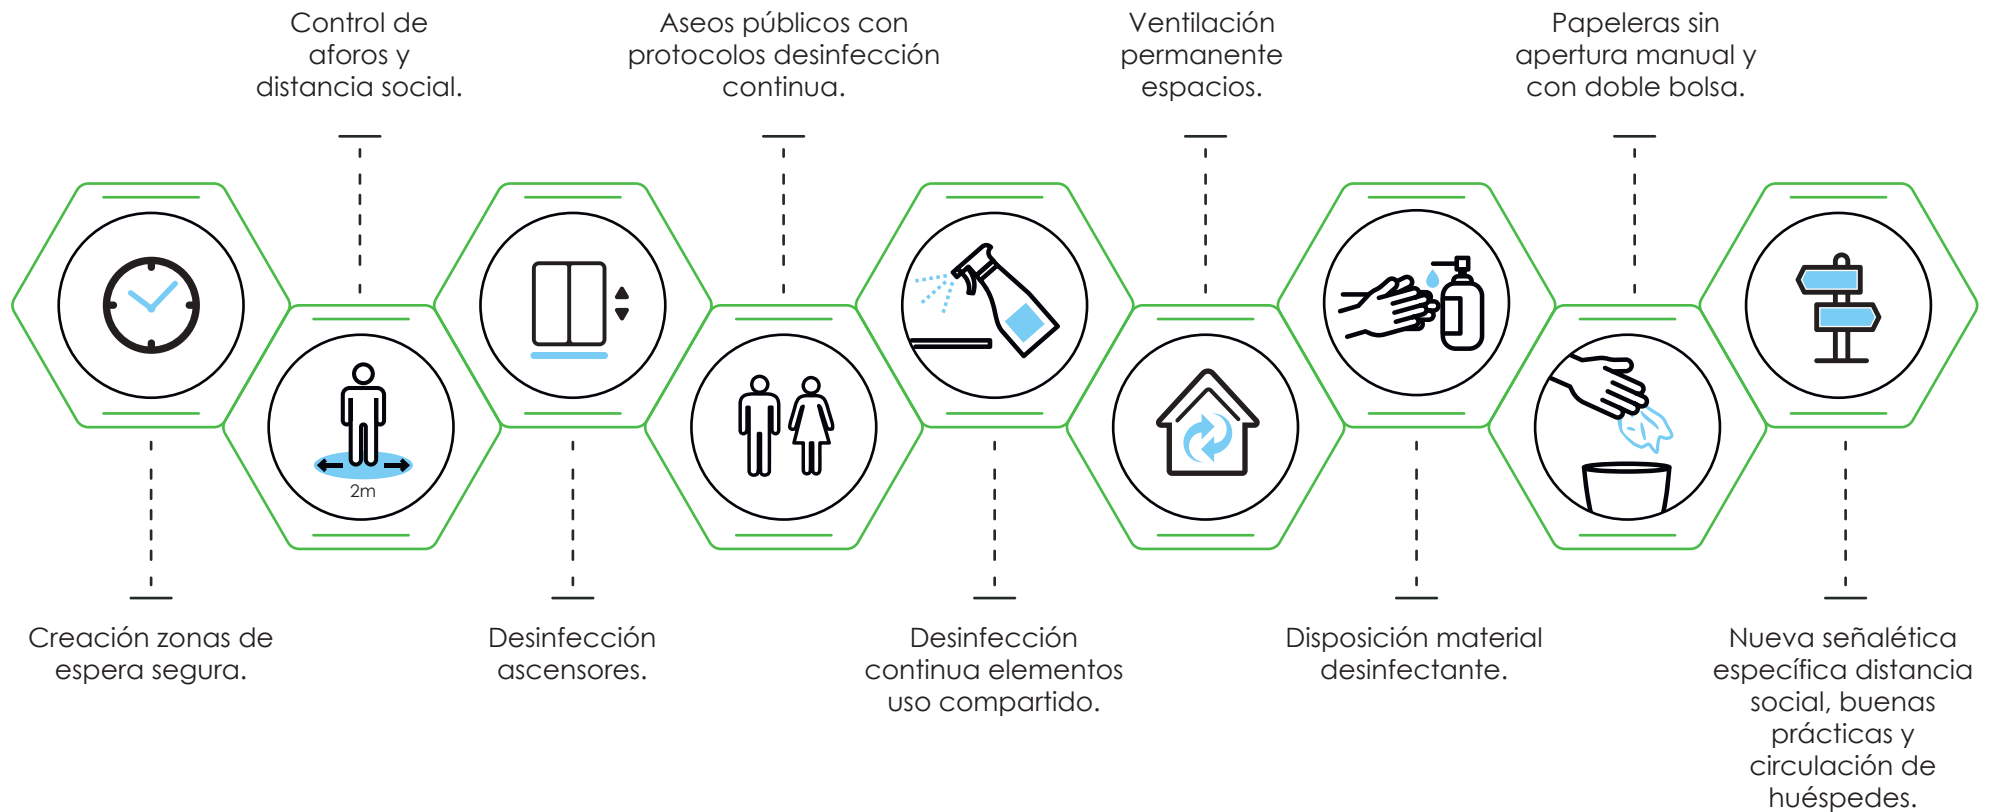 Control de
aforos y
distancia social.
Aseos públicos con
protocolos desinfección
continua.
Ventilación
permanente
espacios.
Papeleras sin
apertura manual y
con doble bolsa.
2m
Creación zonas de
espera segura.
Desinfección
ascensores.
Desinfección
continua elementos
uso compartido.
Disposición material
desinfectante.
Nueva señalética
específica distancia
social, buenas
prácticas y
circulación de
huéspedes.